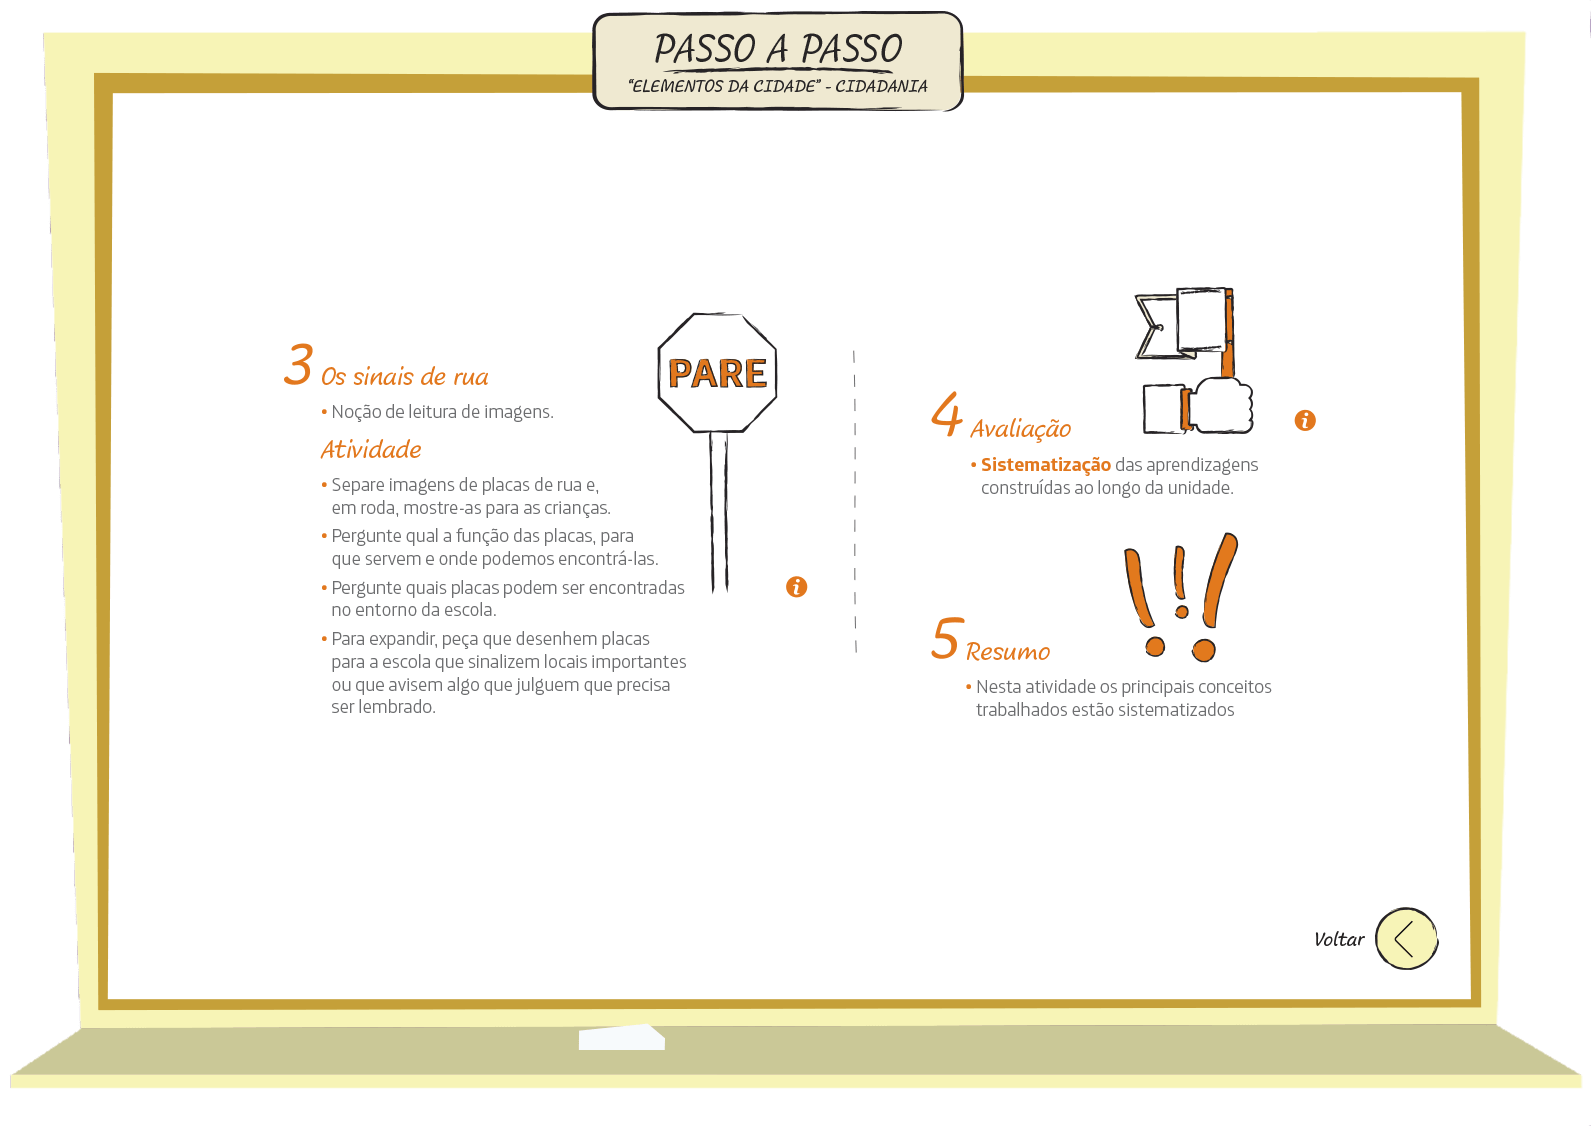 PASSO A PASSO
“ELEMENTOS DA CIDADE” - CIDADANIA
3 Os sinais de rua
• Noção de leitura de imagens.
Atividade
• Separe imagens de placas de rua e,
em roda, mostre-as para as crianças.
• Pergunte qual a função das placas, para
que servem e onde podemos encontrá-las.
• Pergunte quais placas podem ser encontradas
no entorno da escola.
• Para expandir, peça que desenhem placas
para a escola que sinalizem locais importantes
ou que avisem algo que julguem que precisa
ser lembrado.
PARE
i
4 Avaliação
• Sistematização das aprendizagens
construídas ao longo da unidade.
i
5 Resumo
• Nesta atividade os principais conceitos
trabalhados estão sistematizados
Voltar